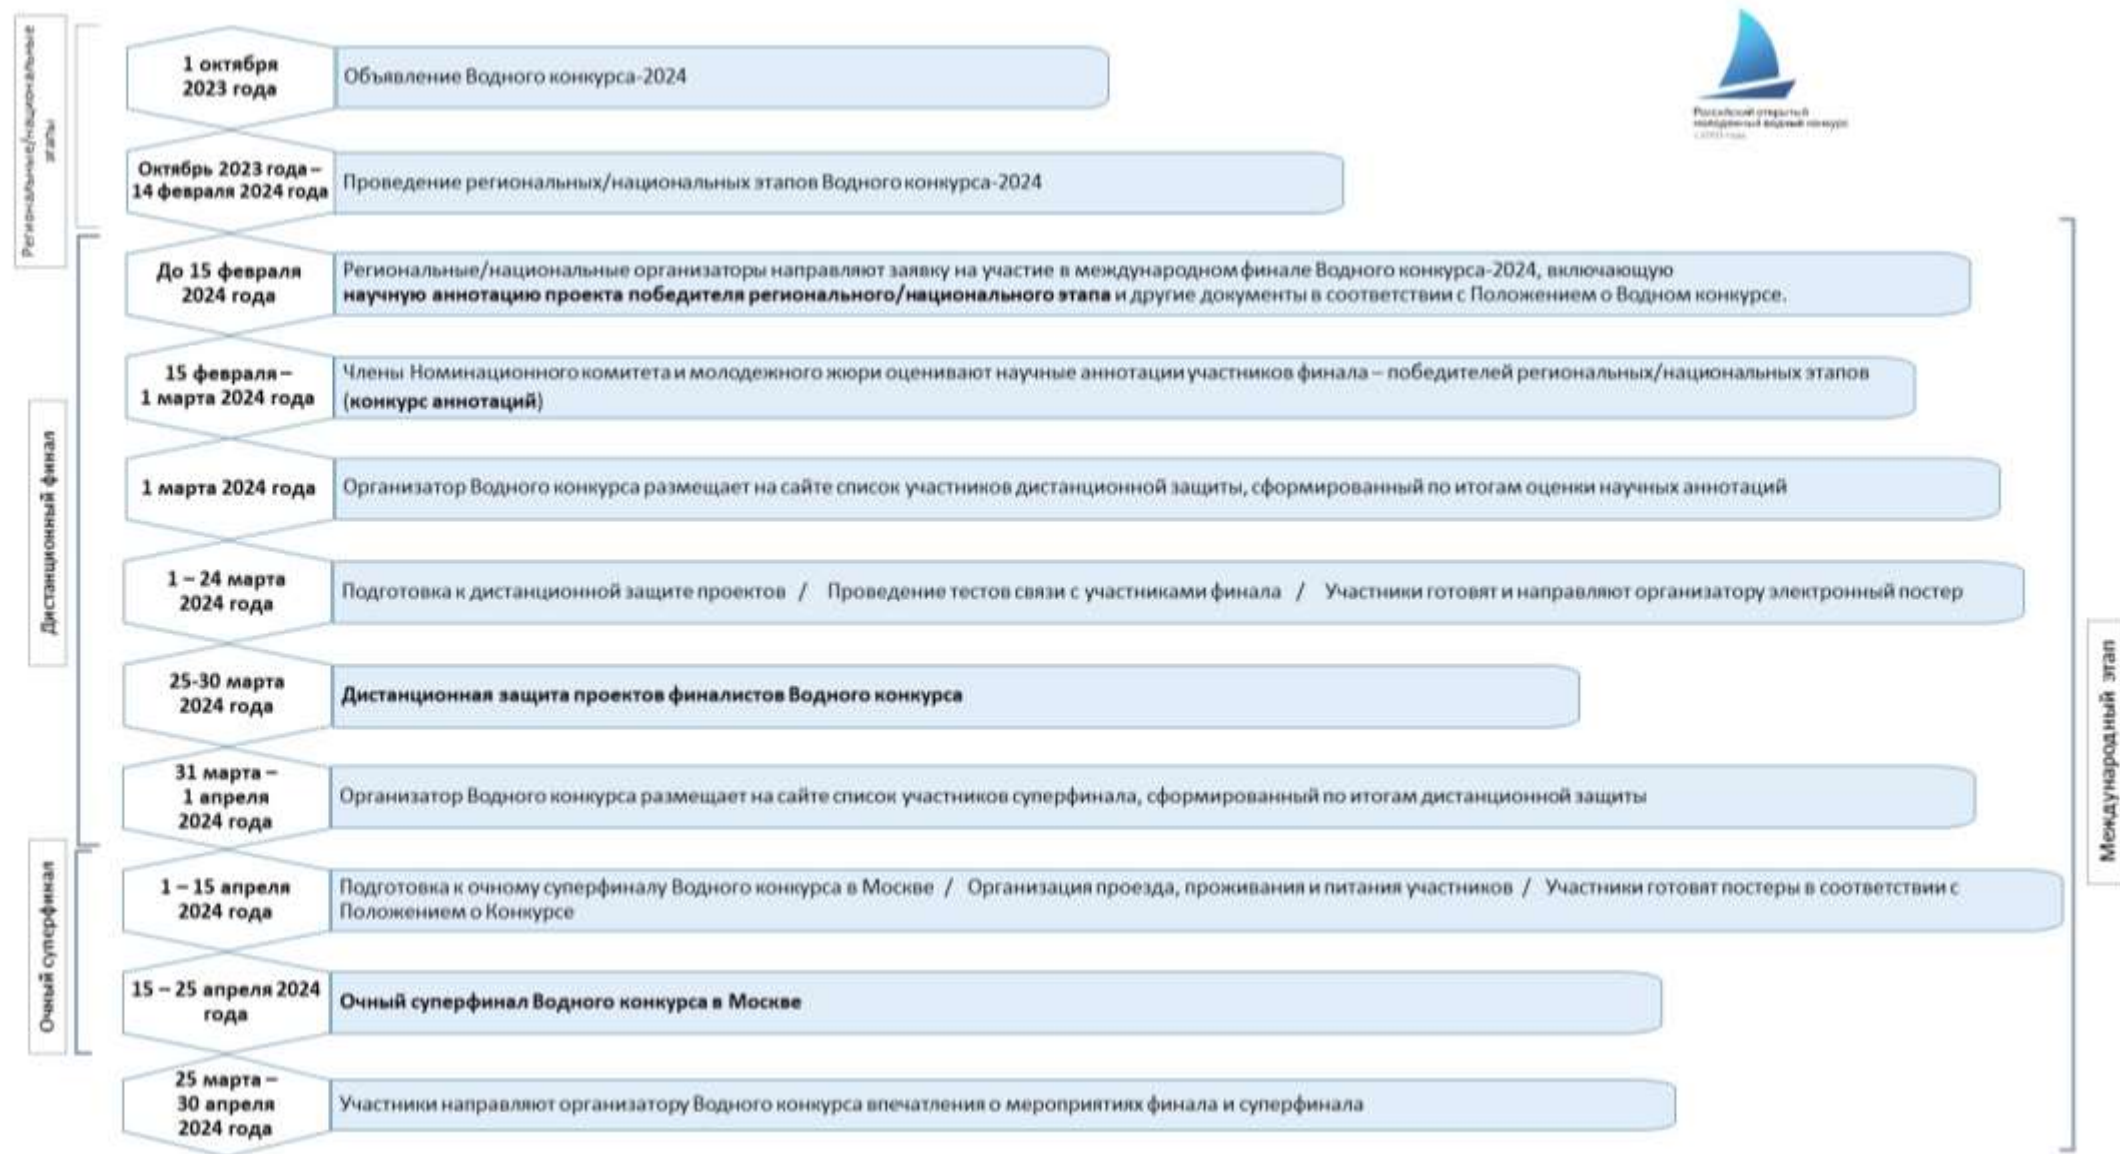 Региональные/национальные
этапы
1 октября
2023 года
Объявление Водного конкурса-2024
Российский открытый
молодежный водный конкурс
с 2003 года
Октябрь 2023 года –
14 февраля 2024 года
Проведение региональных/национальных этапов Водного конкурса-2024
До 15 февраля
2024 года
Региональные/национальные организаторы направляют заявку на участие в международном финале Водного конкурса-2024, включающую
научную аннотацию проекта победителя регионального/национального этапа и другие документы в соответствии с Положением о Водном конкурсе.
Дистанционный финал
15 февраля –
1 марта 2024 года
Члены Номинационного комитета и молодежного жюри оценивают научные аннотации участников финала – победителей региональных/национальных этапов
(конкурс аннотаций)
1 марта 2024 года
Организатор Водного конкурса размещает на сайте список участников дистанционной защиты, сформированный по итогам оценки научных аннотаций
1 – 24 марта
2024 года
Подготовка к дистанционной защите проектов / Проведение тестов связи с участниками финала / Участники готовят и направляют организатору электронный постер
25-30 марта
2024 года
Дистанционная защита проектов финалистов Водного конкурса
31 марта –
1 апреля
2024 года
Организатор Водного конкурса размещает на сайте список участников суперфинала, сформированный по итогам дистанционной защиты
Международный этап
Очный суперфинал
1 – 15 апреля
2024 года
Подготовка к очному суперфиналу Водного конкурса в Москве / Организация проезда, проживания и питания участников / Участники готовят постеры в соответствии с
Положением о Конкурсе
15 – 25 апреля 2024
года
Очный суперфинал Водного конкурса в Москве
25 марта –
30 апреля
2024 года
Участники направляют организатору Водного конкурса впечатления о мероприятиях финала и суперфинала